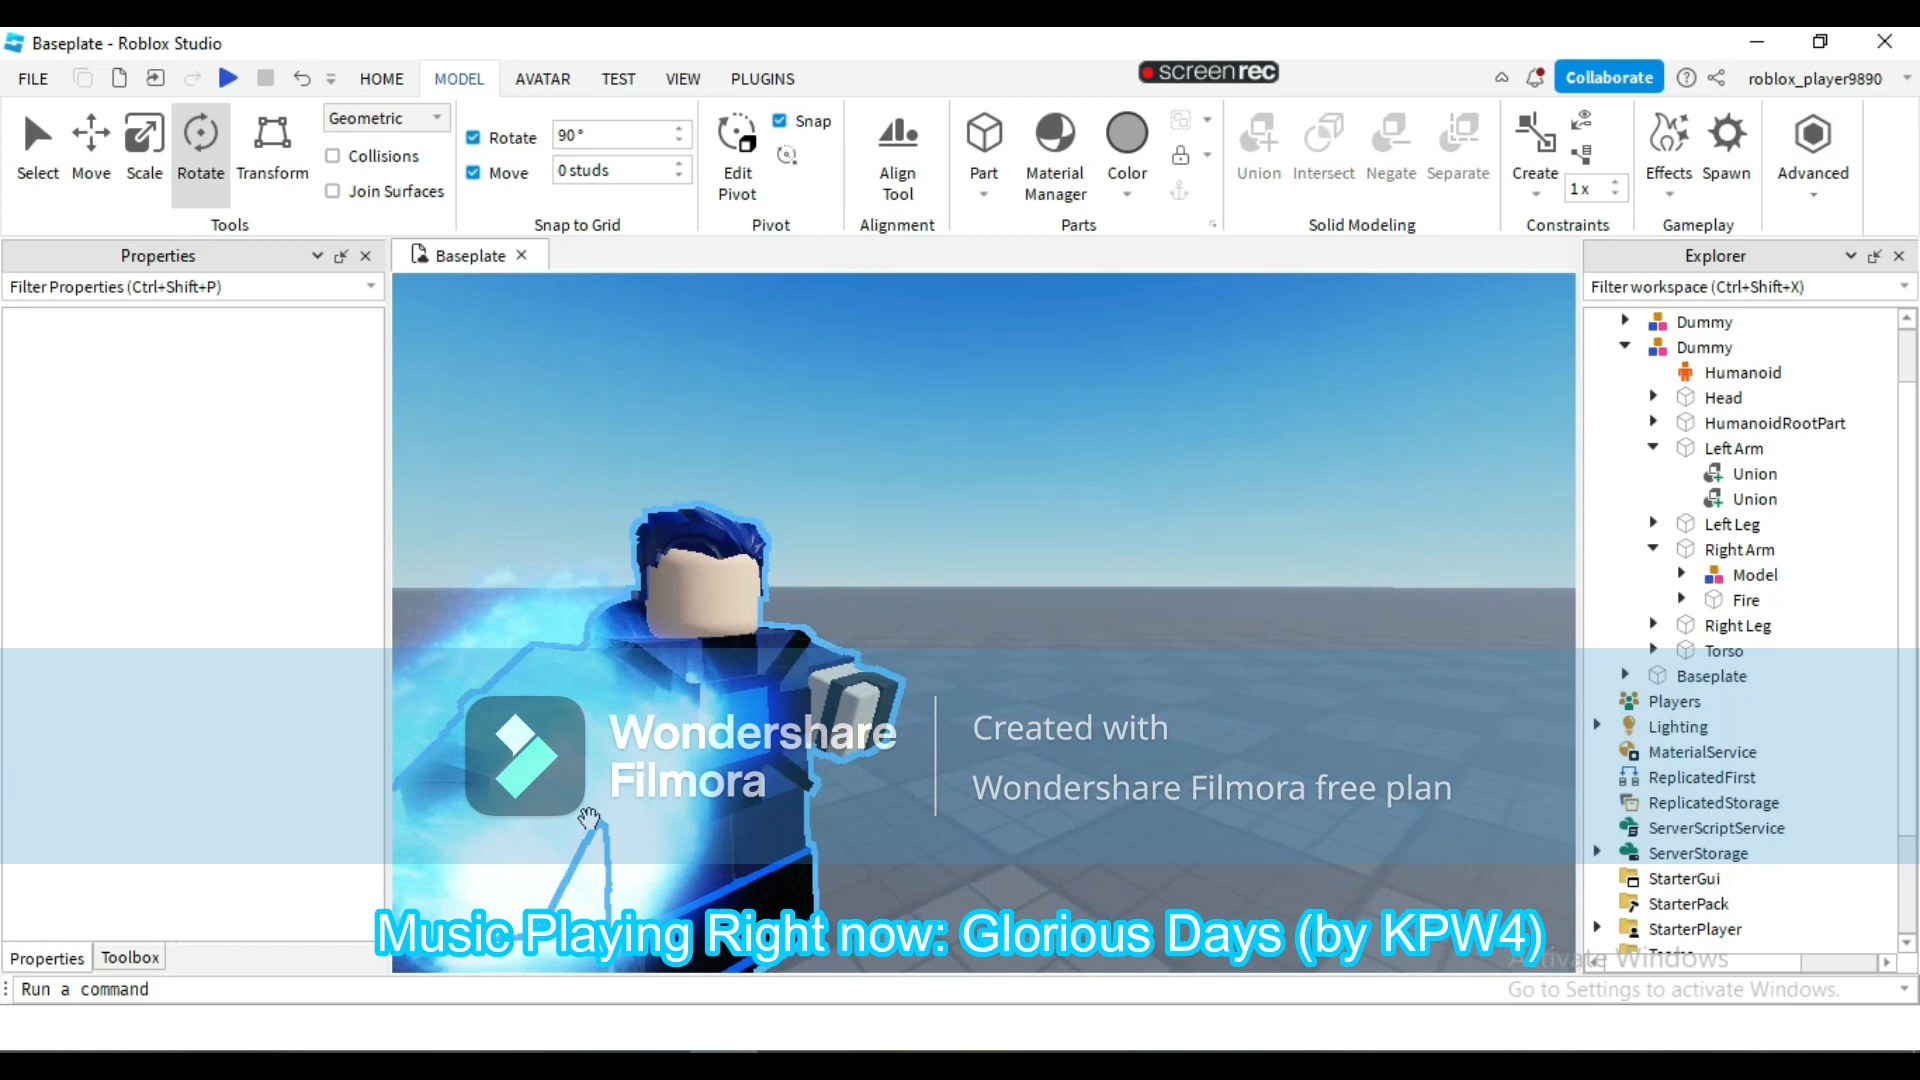 Baseplate - Roblox Studio
screenrec
FILE HOME MODEL AVATAR TEST VIEW PLUGINS
Collaborate
roblox_player9890
Select Move Scale Rotate Transform
Geometric
Collisions
Join Surfaces
Tools
Rotate 90°
Move 0 studs
Snap to Grid
Edit
Pivot
Snap
Pivot
Align
Tool
Alignment
Part
Material
Manager
Color
Parts
Union Intersect Negate Separate
Solid Modeling
Create
1x
Constraints
Effects Spawn
Gameplay
Advanced
Properties
Filter Properties (Ctrl+Shift+P)
Baseplate
Explorer
Filter workspace (Ctrl+Shift+X)
Dummy
Dummy
Humanoid
Head
HumanoidRootPart
Left Arm
Union
Union
Left Leg
Right Arm
Model
Fire
Right Leg
Torso
Baseplate
Players
Lighting
MaterialService
ReplicatedFirst
ReplicatedStorage
ServerScriptService
ServerStorage
StarterGui
StarterPack
StarterPlayer
Wondershare
Filmora
Created with
Wondershare Filmora free plan
Music Playing Right now: Glorious Days (by KPW4)
Activate Windows
Go to Settings to activate Windows.
Properties Toolbox
Run a command